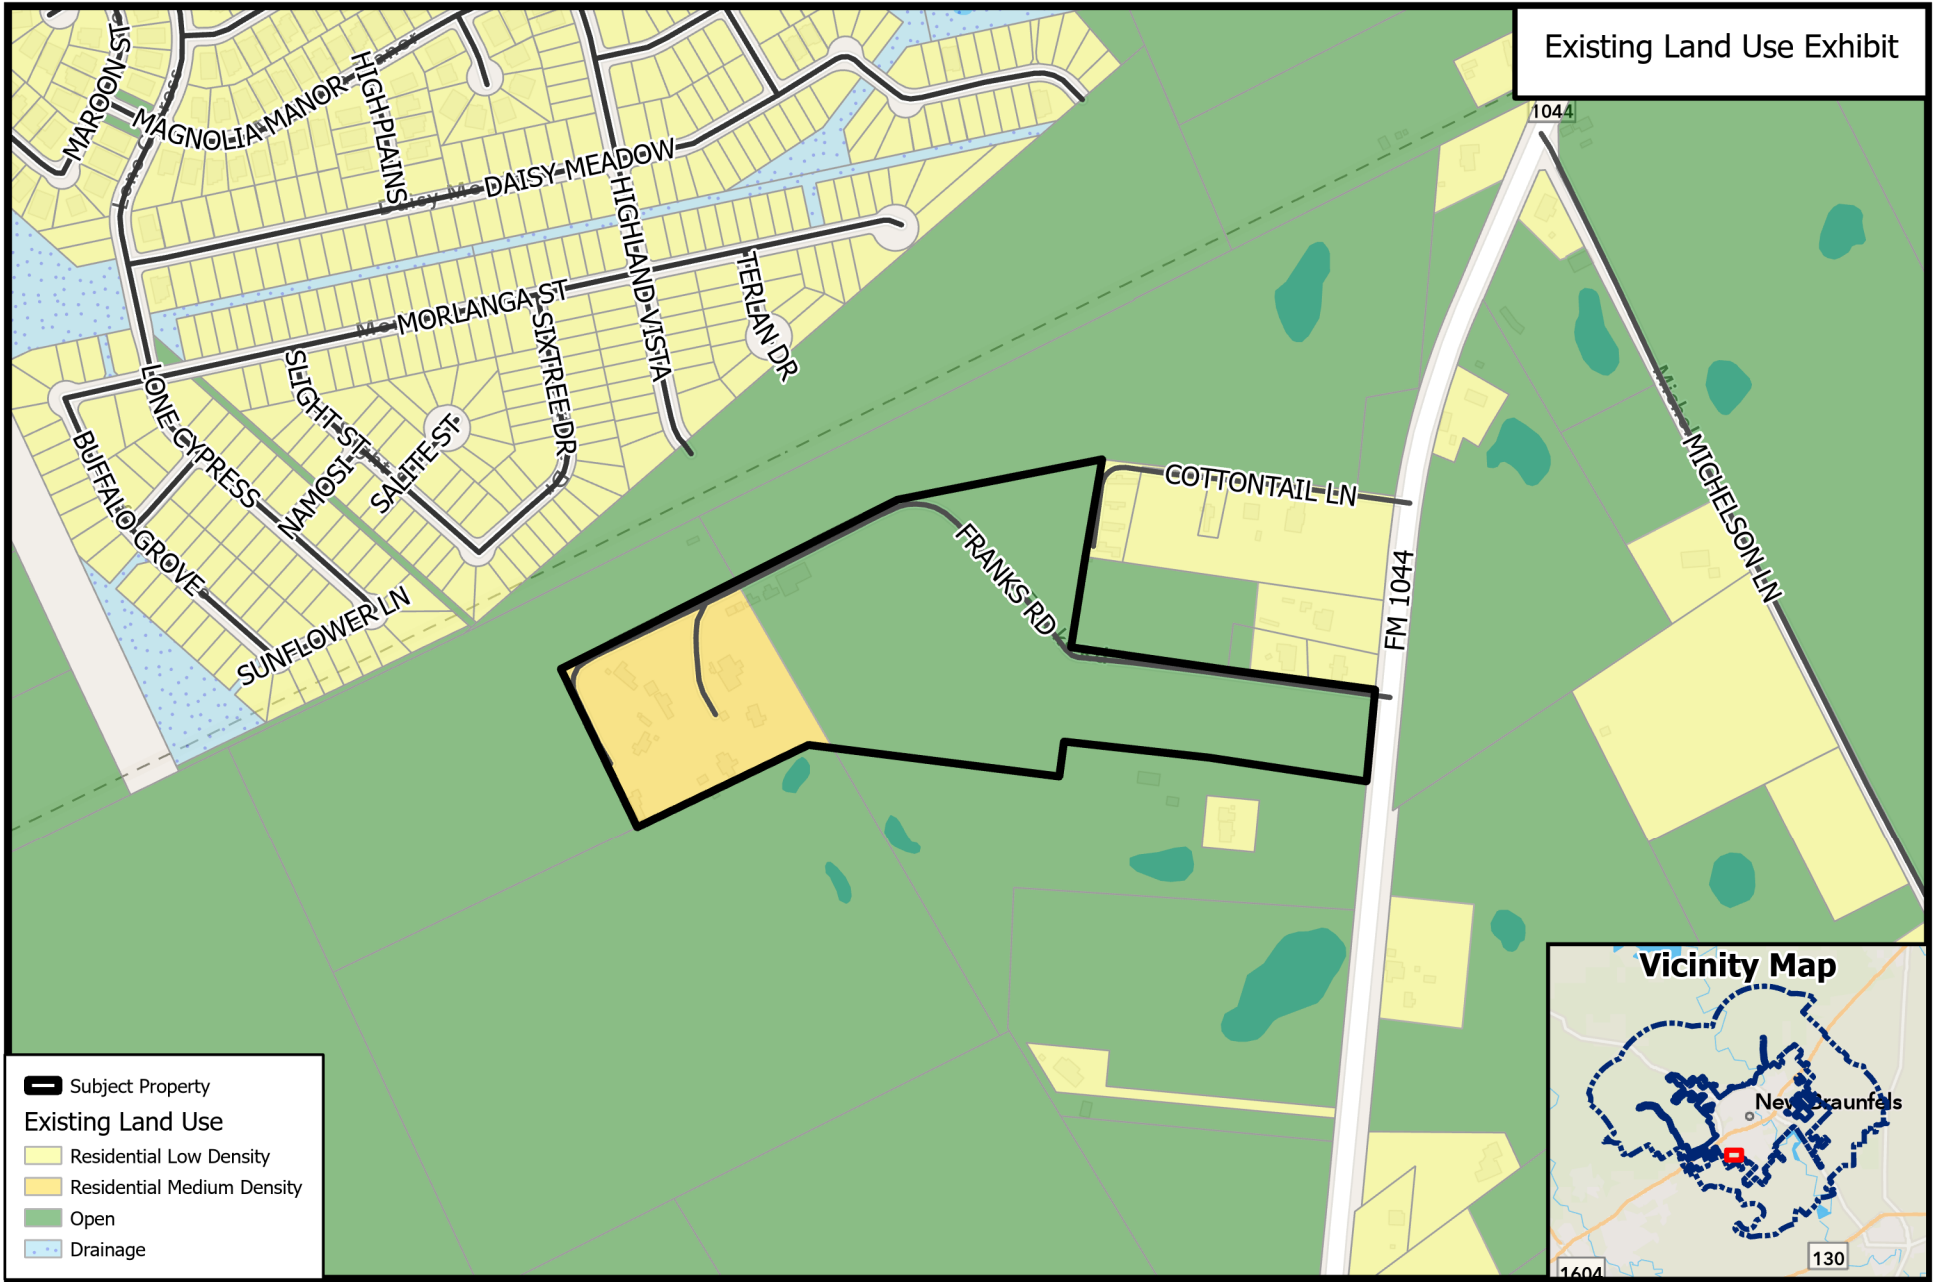 Existing Land Use Exhibit
1044
MAROON ST
MAGNOLIA MANOR
HIGH PLAINS
DAISY MEADOW
HIGHLAND VISTA
MORLANGA ST
TERLAN DR
SIXTREE DR
SLIGHT ST
SALITE ST
NAMOSI
LONE CYPRESS
BUFFALO GROVE
SUNFLOWER LN
COTTONTAIL LN
FRANKS RD
FM 1044
MICHELSON LN
Subject Property
Existing Land Use
Residential Low Density
Residential Medium Density
Open
Drainage
Vicinity Map
New Braunfels
130
1604